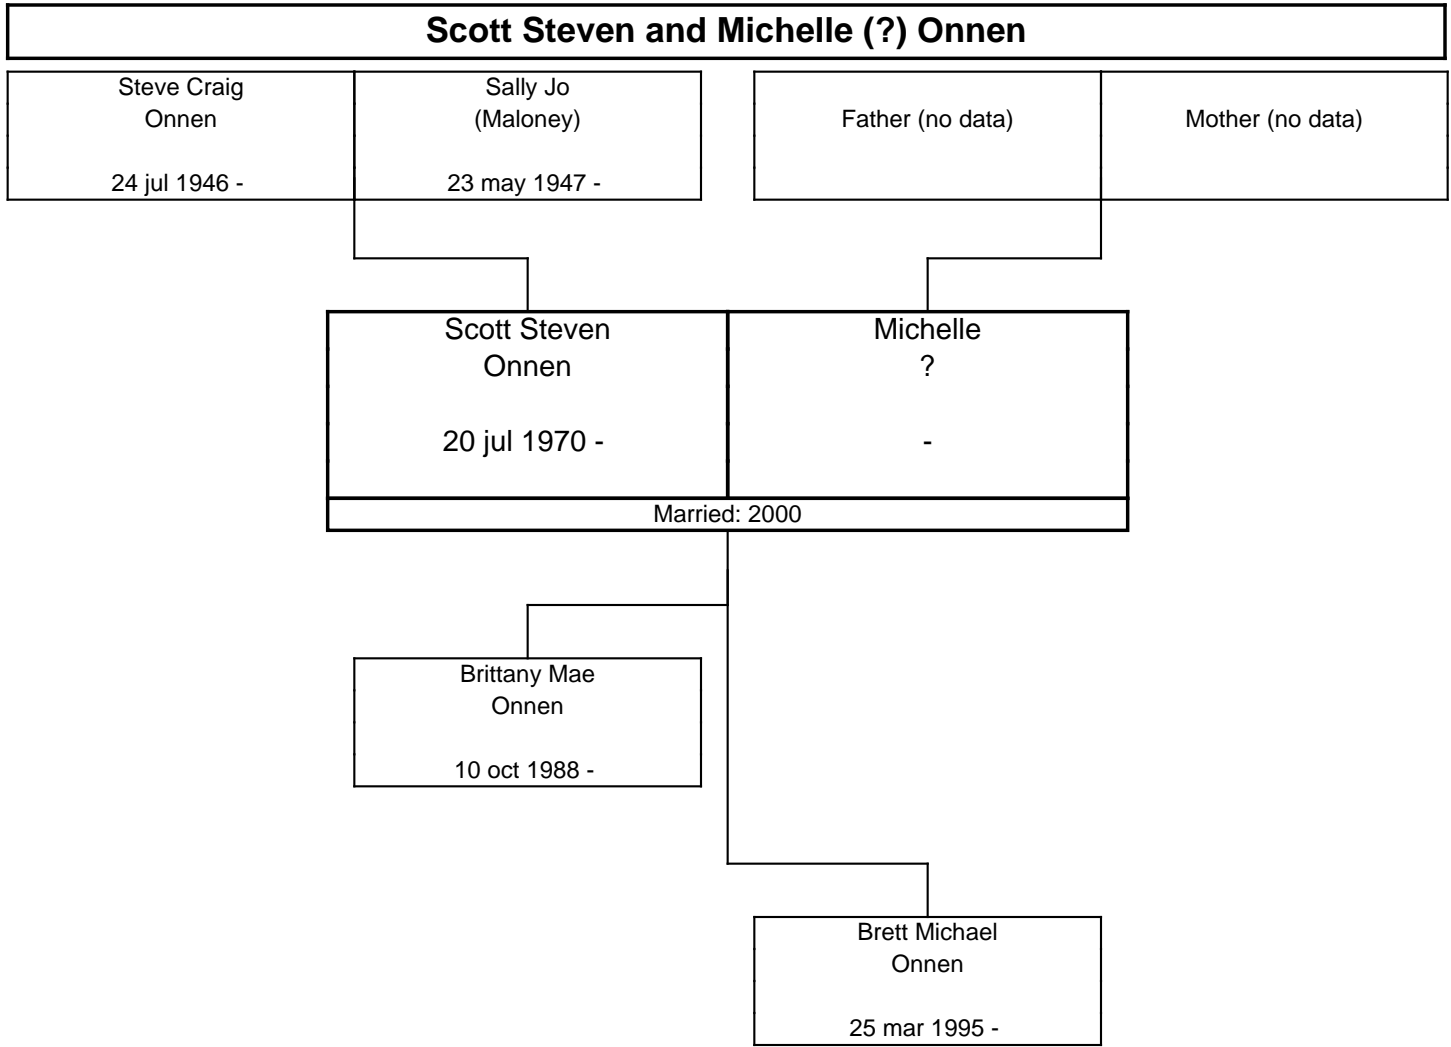 Scott Steven and Michelle (?) Onnen
Steve Craig
Onnen
24 jul 1946 -
Sally Jo
(Maloney)
23 may 1947 -
Father (no data)
Mother (no data)
Scott Steven
Onnen
20 jul 1970 -
Michelle
?
-
Married: 2000
Brittany Mae
Onnen
10 oct 1988 -
Brett Michael
Onnen
25 mar 1995 -